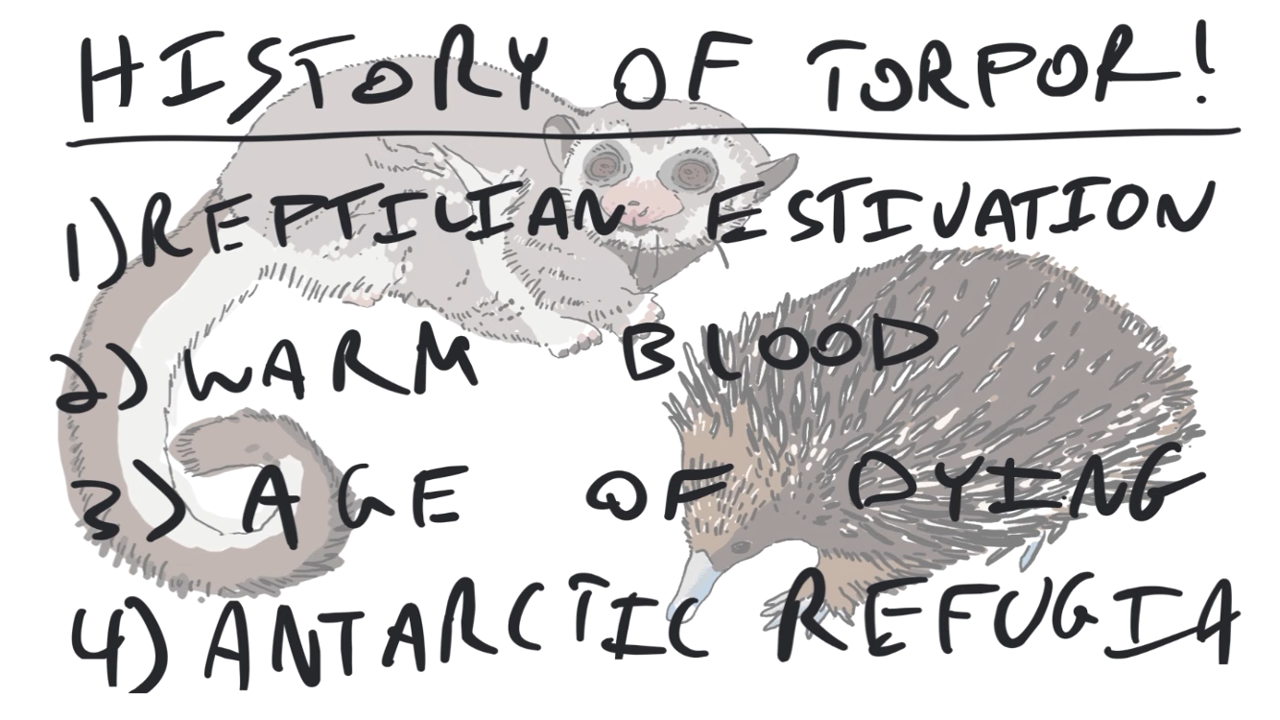 HISTORY OF TORPOR!
1) REPTILIAN ESTIVATION
2) WARM BLOOD
3) AGE OF DYING
4) ANTARCTIC REFUGIA